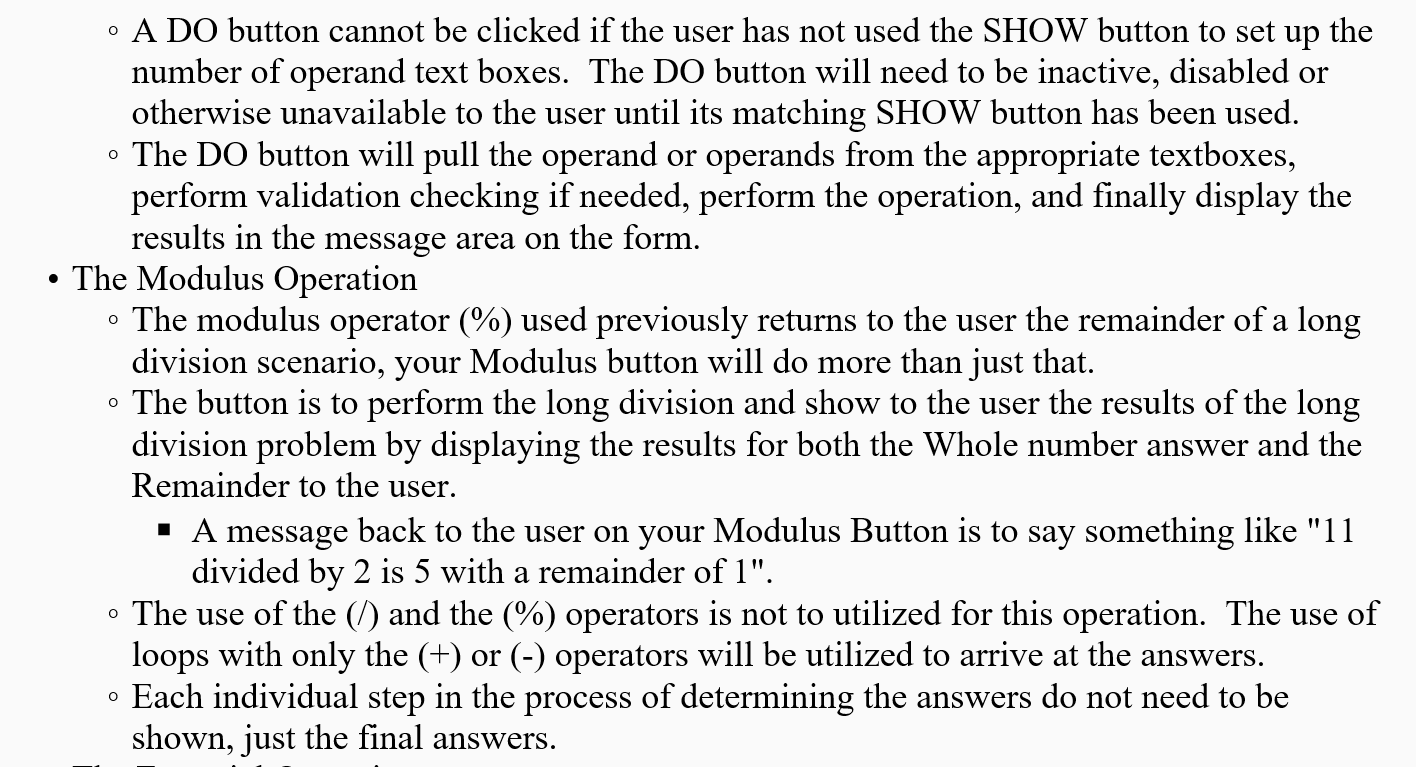 ◦ A DO button cannot be clicked if the user has not used the SHOW button to set up the
number of operand text boxes.  The DO button will need to be inactive, disabled or
otherwise unavailable to the user until its matching SHOW button has been used.
◦ The DO button will pull the operand or operands from the appropriate textboxes,
perform validation checking if needed, perform the operation, and finally display the
results in the message area on the form.
• The Modulus Operation
◦ The modulus operator (%) used previously returns to the user the remainder of a long
division scenario, your Modulus button will do more than just that.
◦ The button is to perform the long division and show to the user the results of the long
division problem by displaying the results for both the Whole number answer and the
Remainder to the user.
▪ A message back to the user on your Modulus Button is to say something like "11
divided by 2 is 5 with a remainder of 1".
◦ The use of the (/) and the (%) operators is not to utilized for this operation.  The use of
loops with only the (+) or (-) operators will be utilized to arrive at the answers.
◦ Each individual step in the process of determining the answers do not need to be
shown, just the final answers.